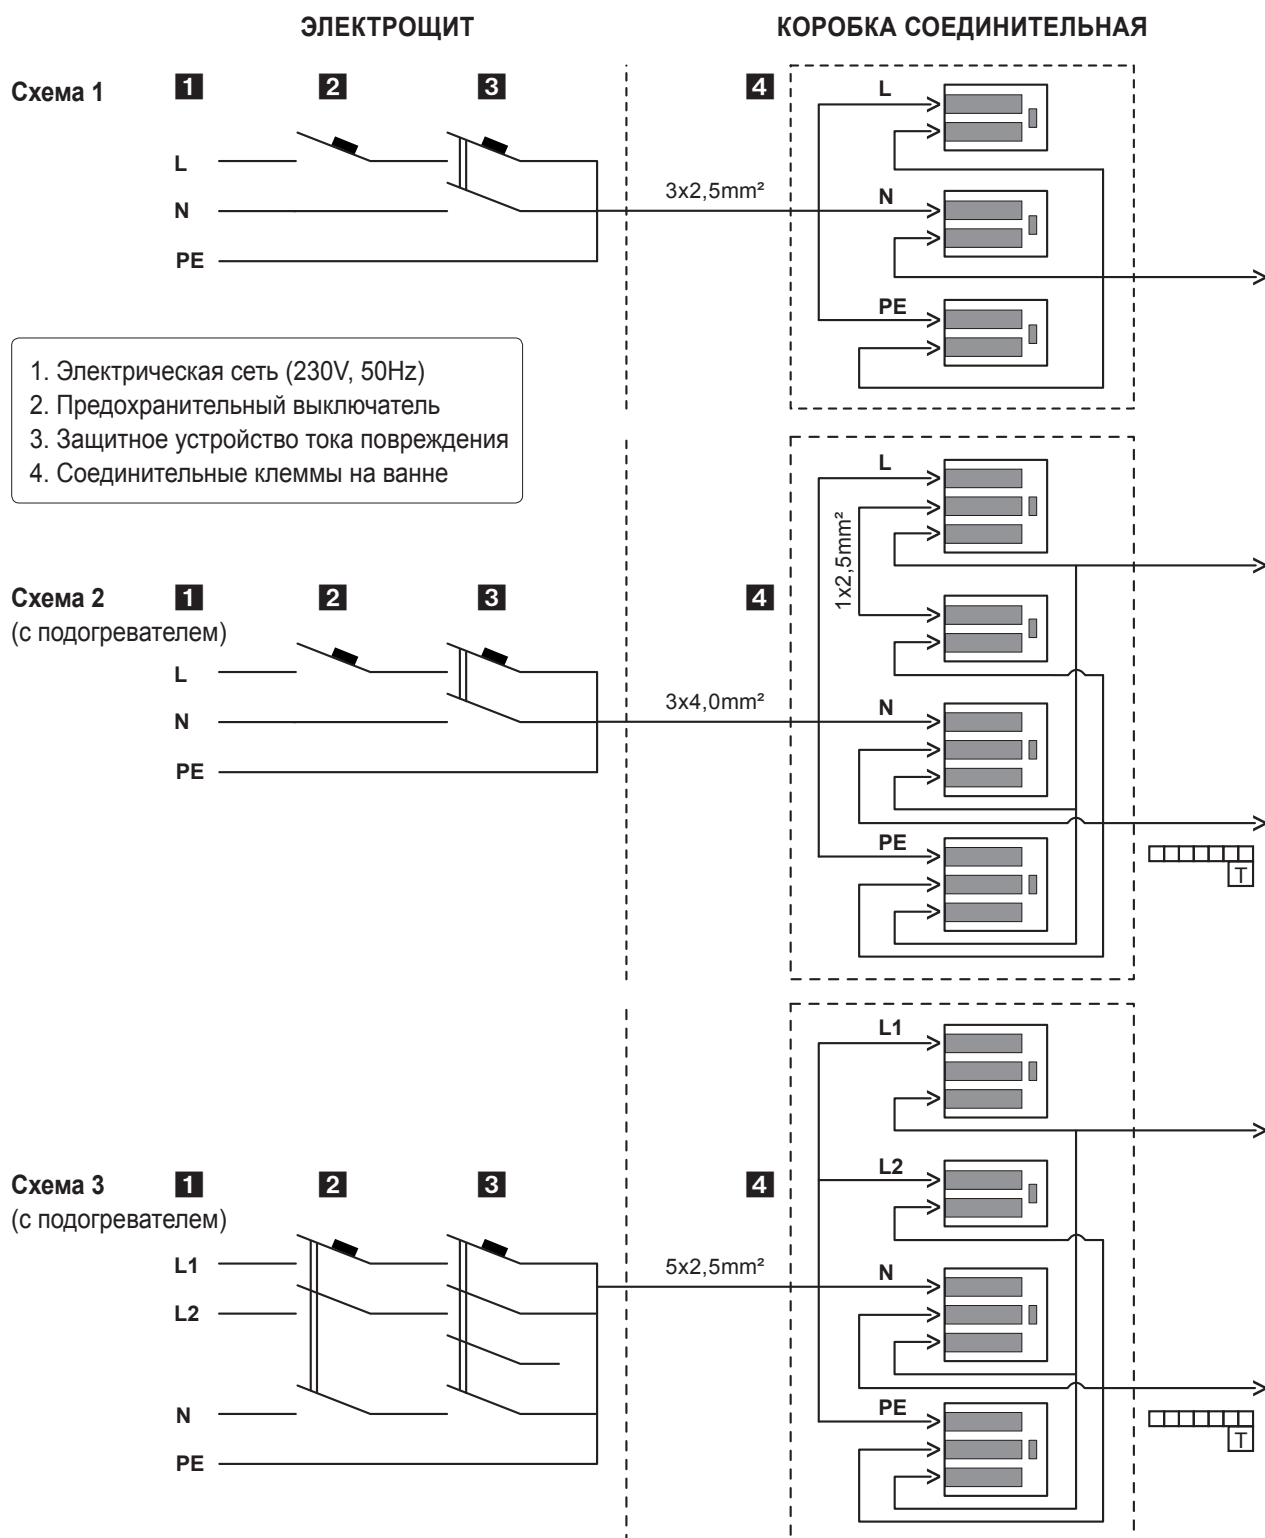 ЭЛЕКТРОЩИТ
КОРОБКА СОЕДИНИТЕЛЬНАЯ
Схема 1
1
2
3
4
L
N
PE
3x2,5mm²
L
N
PE
1. Электрическая сеть (230V, 50Hz)
2. Предохранительный выключатель
3. Защитное устройство тока повреждения
4. Соединительные клеммы на ванне
Схема 2
(с подогревателем)
1
2
3
4
L
N
PE
3x4,0mm²
L
1x2,5mm²
N
PE
T
Схема 3
(с подогревателем)
1
2
3
4
L1
L2
N
PE
5x2,5mm²
L1
L2
N
PE
T